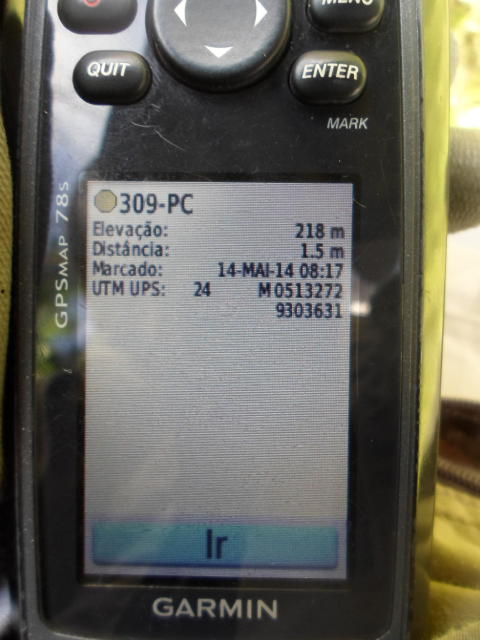 MENU
QUIT
ENTER
MARK
GPSMAP 78s
309-PC
Elevação: 218 m
Distância: 1.5 m
Marcado: 14-MAI-14 08:17
UTM UPS: 24 M 0513272
9303631
Ir
GARMIN